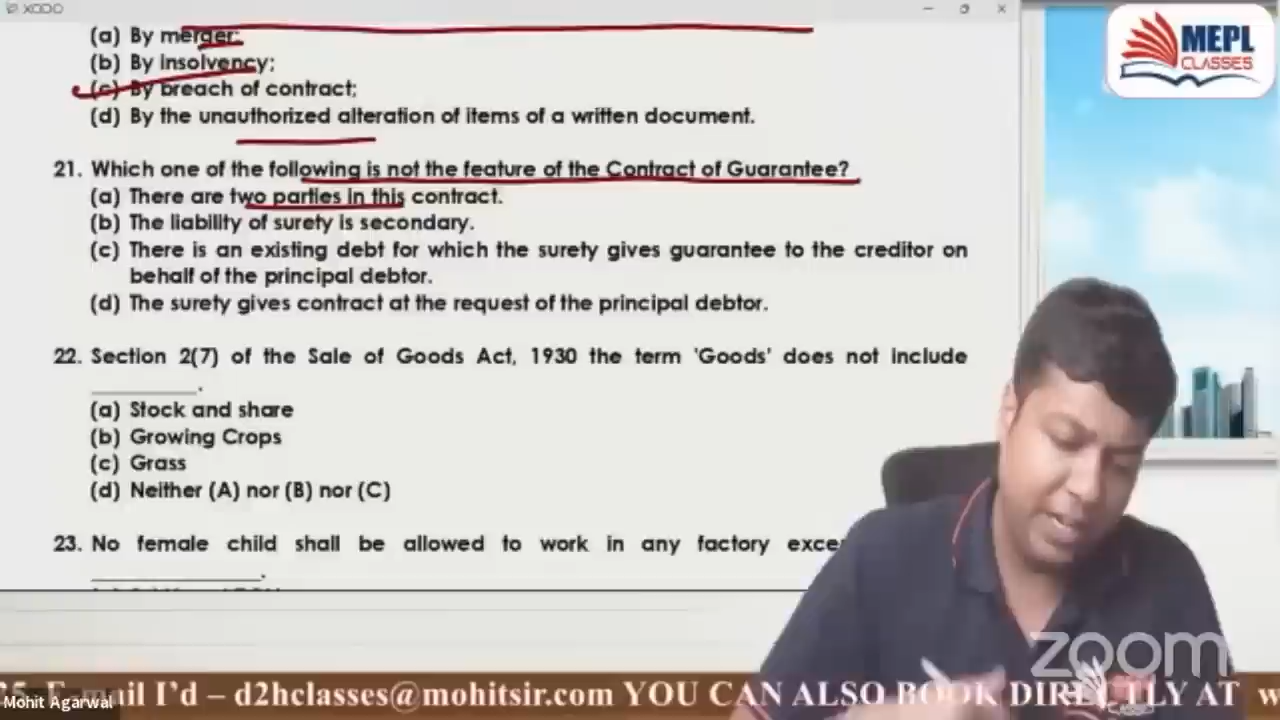 XODO
(a) By merger;
(b) By insolvency;
(c) By breach of contract;
(d) By the unauthorized alteration of items of a written document.
21. Which one of the following is not the feature of the Contract of Guarantee?
(a) There are two parties in this contract.
(b) The liability of surety is secondary.
(c) There is an existing debt for which the surety gives guarantee to the creditor on
behalf of the principal debtor.
(d) The surety gives contract at the request of the principal debtor.
22. Section 2(7) of the Sale of Goods Act, 1930 the term 'Goods' does not include
__________.
(a) Stock and share
(b) Growing Crops
(c) Grass
(d) Neither (A) nor (B) nor (C)
23. No female child shall be allowed to work in any factory
________________.
MEPL
CLASSES
zoom
I'd – d2hclasses@mohitsir.com YOU CAN ALSO BOOK DIRECTLY AT
Mohit Agarwal